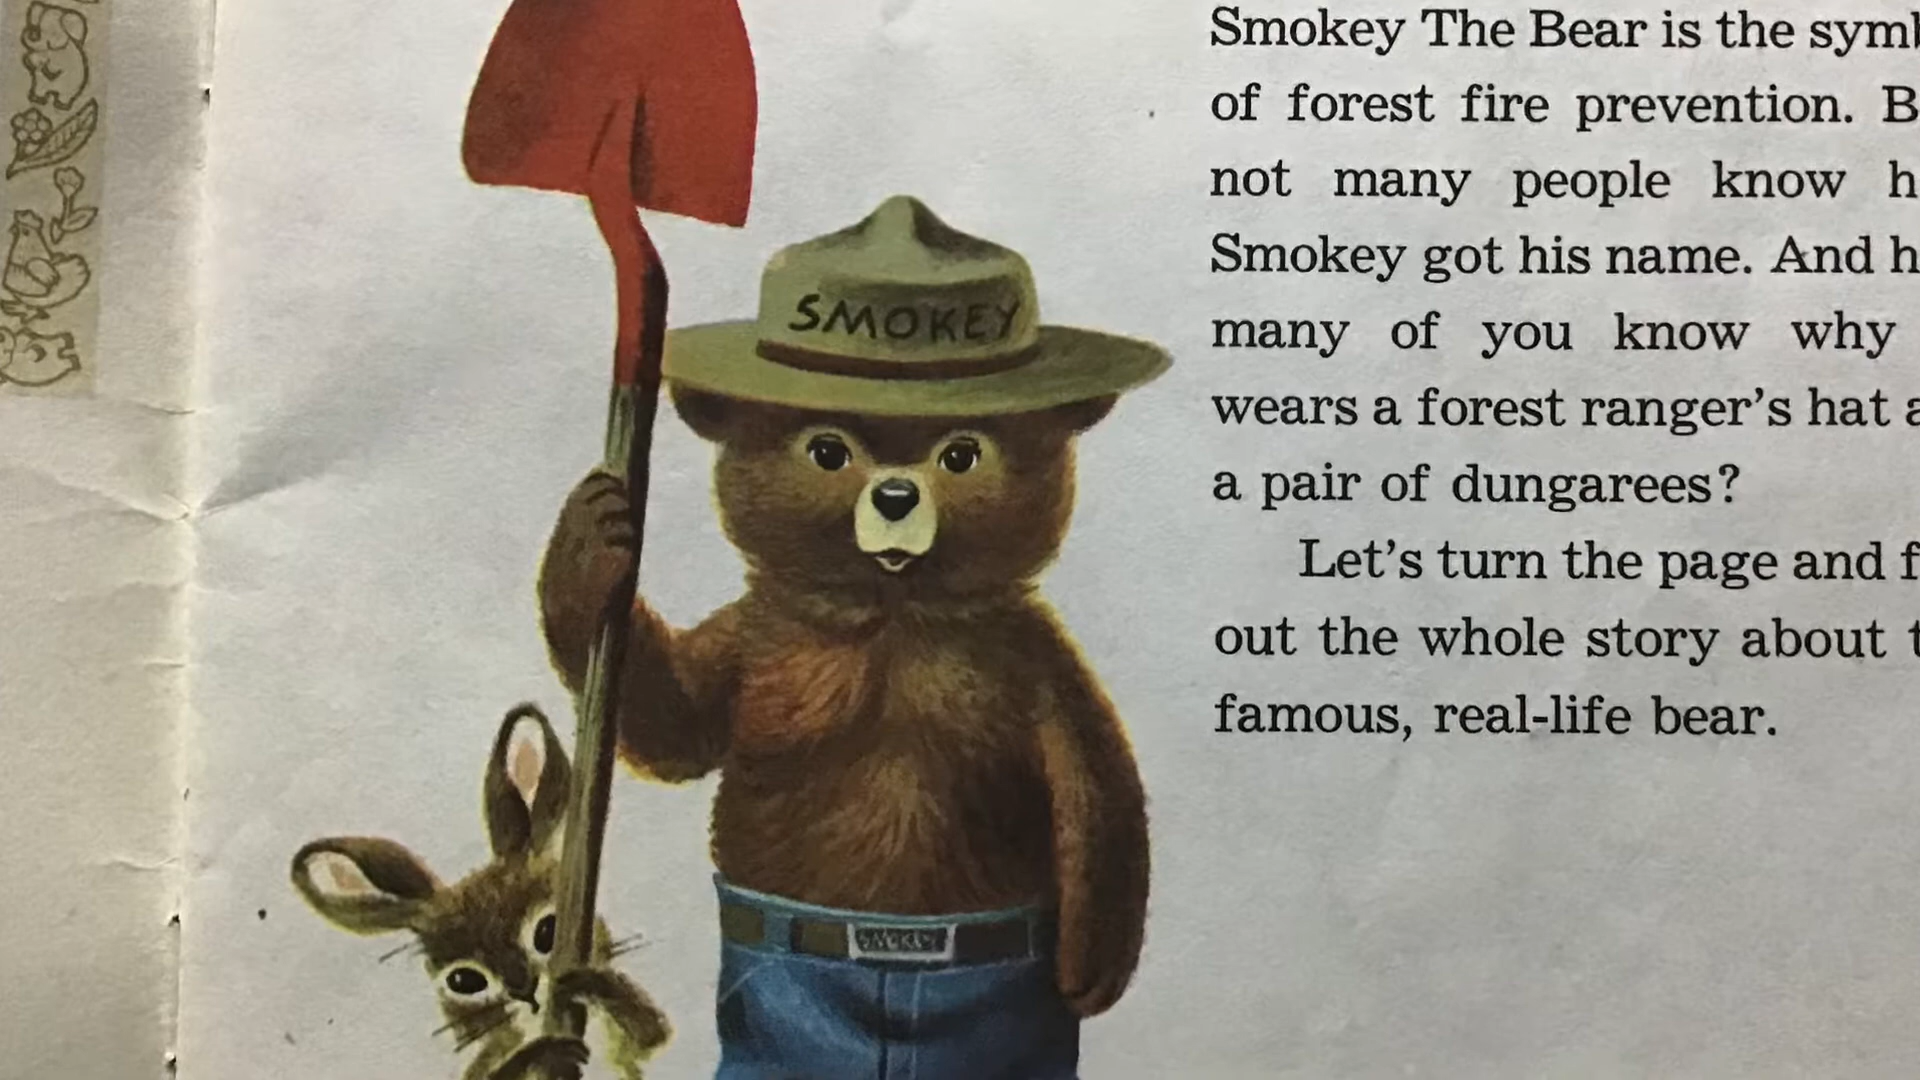 SMOKEY
SMOKEY
Smokey The Bear is the
of forest fire prevention.
not many people know
Smokey got his name. And
many of you know why
wears a forest ranger's hat
a pair of dungarees?
Let's turn the page and
out the whole story about
famous, real-life bear.